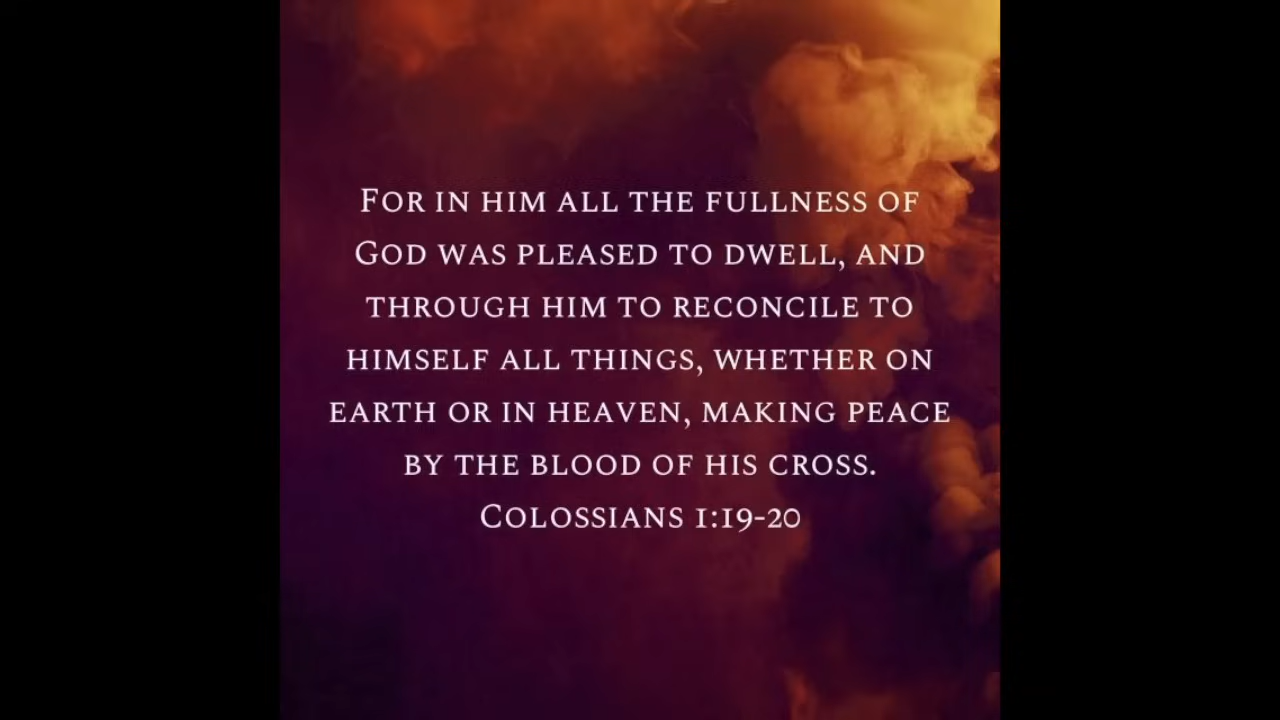 For in him all the fullness of
God was pleased to dwell, and
through him to reconcile to
himself all things, whether on
earth or in heaven, making peace
by the blood of his cross.
Colossians 1:19-20